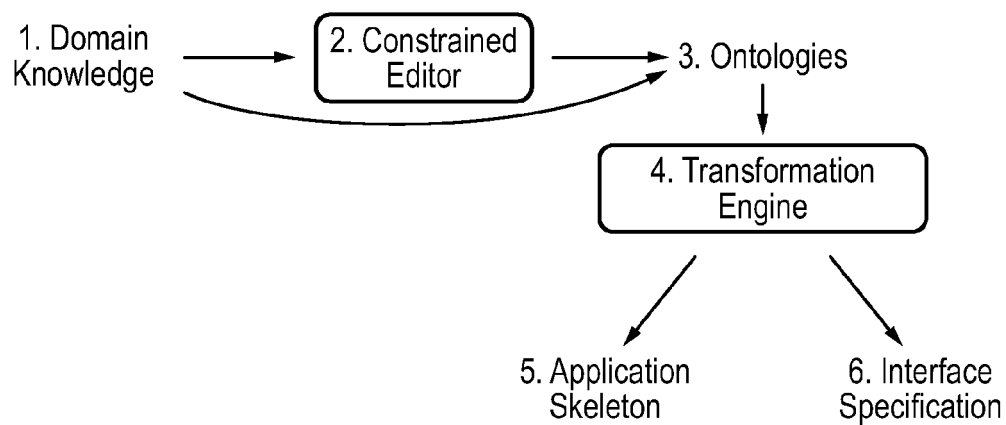 1. Domain
Knowledge
2. Constrained
Editor
3. Ontologies
4. Transformation
Engine
5. Application
Skeleton
6. Interface
Specification